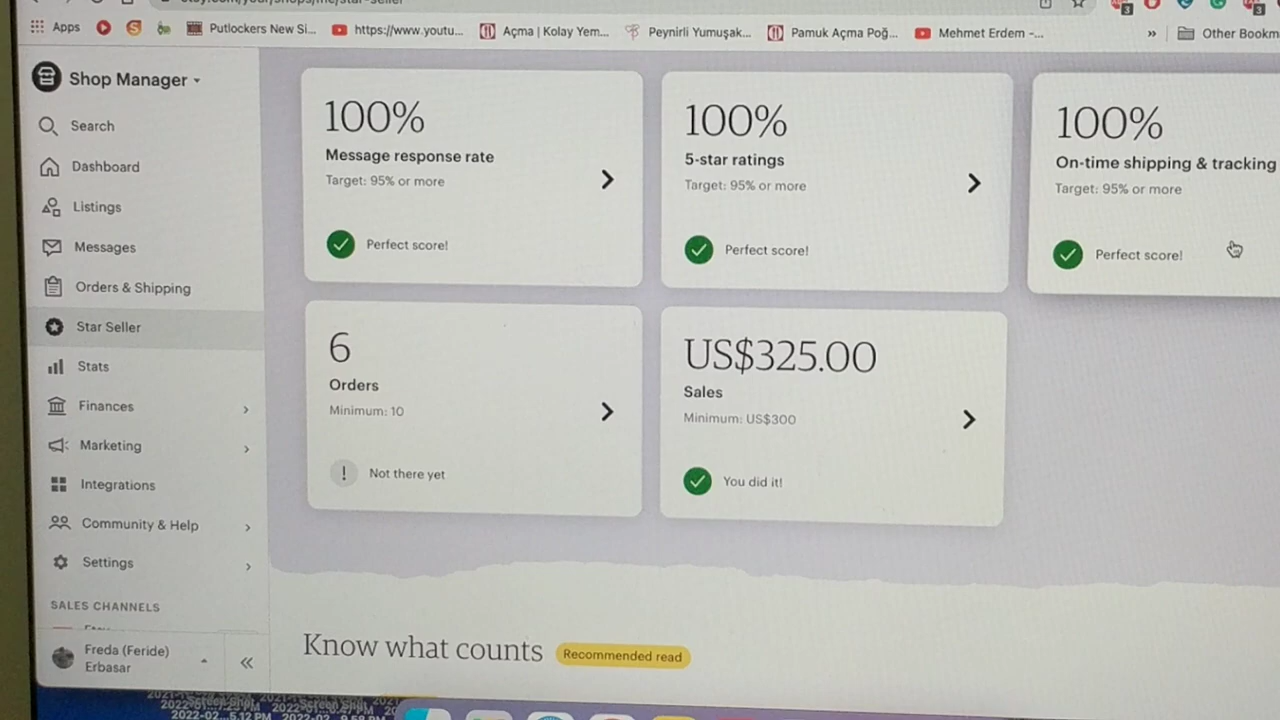 Apps
Putlockers New Si...
https://www.youtu...
Açma | Kolay Yem...
Peynirli Yumuşak...
Pamuk Açma Poğ...
Mehmet Erdem -...
»
Other Bookm
3
3
Shop Manager
Search
Dashboard
Listings
Messages
Orders & Shipping
Star Seller
Stats
Finances
Marketing
Integrations
Community & Help
Settings
SALES CHANNELS
Freda (Feride)
Erbasar
«
100%
Message response rate
Target: 95% or more
Perfect score!
100%
5-star ratings
Target: 95% or more
Perfect score!
100%
On-time shipping & tracking
Target: 95% or more
Perfect score!
6
Orders
Minimum: 10
! Not there yet
US$325.00
Sales
Minimum: US$300
You did it!
Know what counts
Recommended read